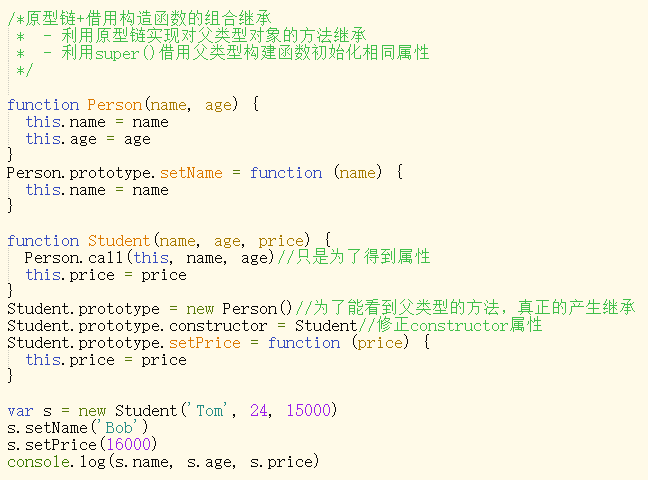 /*原型链+借用构造函数的组合继承
 *  - 利用原型链实现对父类型对象的方法继承
 *  - 利用super()借用父类型构建函数初始化相同属性
 */

function Person(name, age) {
  this.name = name
  this.age = age
}
Person.prototype.setName = function (name) {
  this.name = name
}

function Student(name, age, price) {
  Person.call(this, name, age)//只是为了得到属性
  this.price = price
}
Student.prototype = new Person()//为了能看到父类型的方法，真正的产生继承
Student.prototype.constructor = Student//修正constructor属性
Student.prototype.setPrice = function (price) {
  this.price = price
}

var s = new Student('Tom', 24, 15000)
s.setName('Bob')
s.setPrice(16000)
console.log(s.name, s.age, s.price)